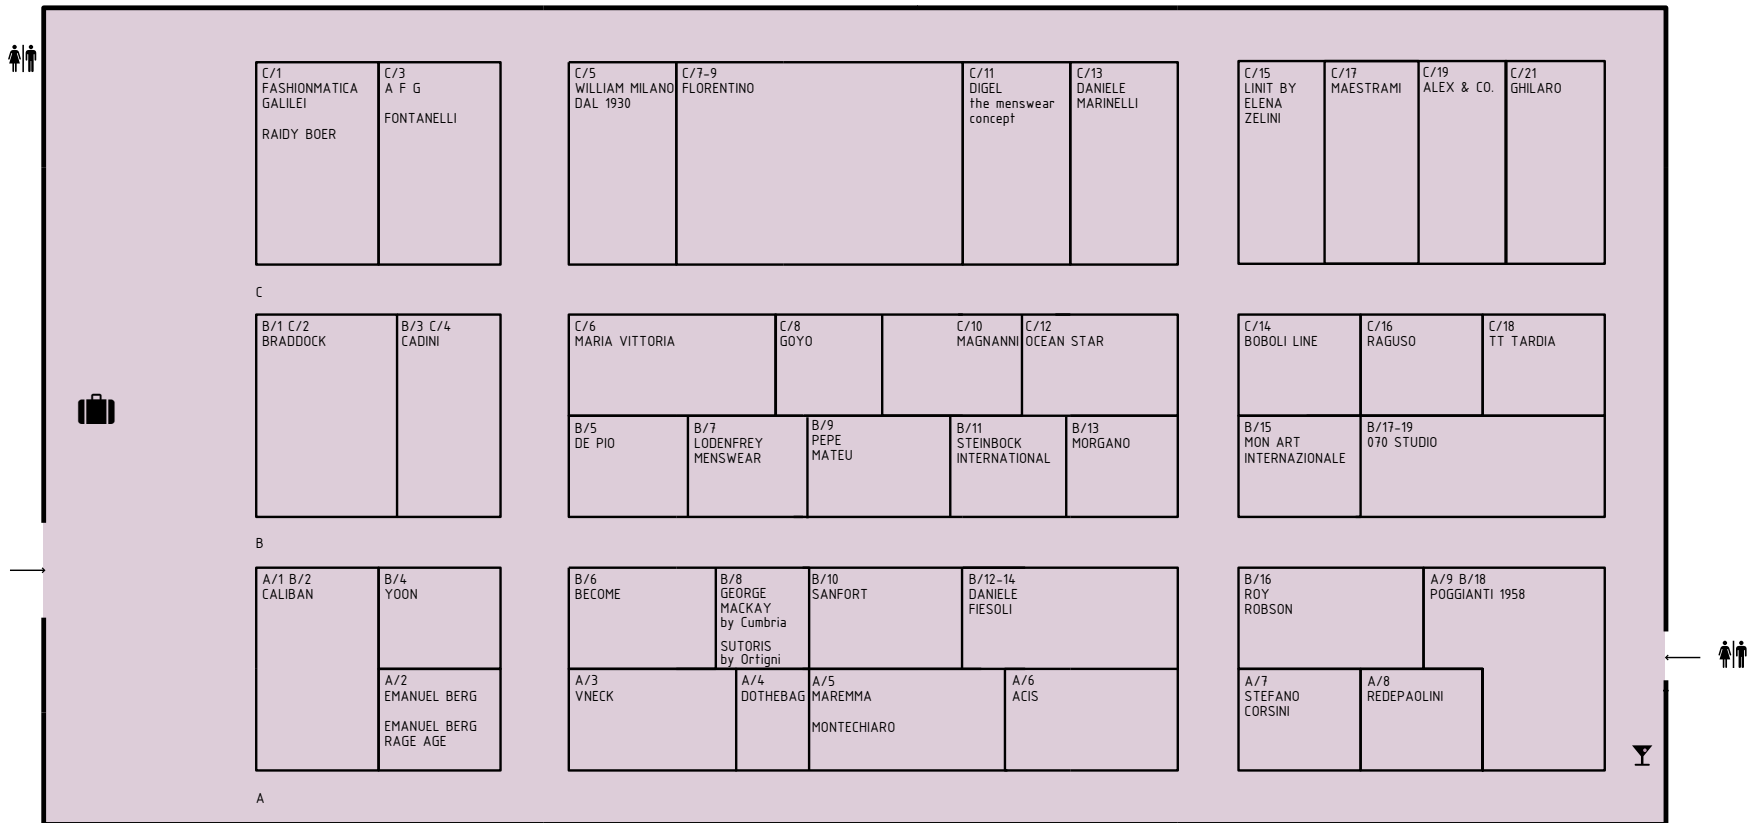 C/1
FASHIONMATICA
GALILEI
RAIDY BOER
C/3
A F G
FONTANELLI
C/5
WILLIAM MILANO
DAL 1930
C/7-9
FLORENTINO
C/11
DIGEL
the menswear
concept
C/13
DANIELE
MARINELLI
C/15
LINIT BY
ELENA
ZELINI
C/17
MAESTRAMI
C/19
ALEX & CO.
C/21
GHILARO
C
B/1 C/2
BRADDOCK
B/3 C/4
CADINI
C/6
MARIA VITTORIA
C/8
GOYO
C/10
MAGNANNI
C/12
OCEAN STAR
C/14
BOBOLI LINE
C/16
RAGUSO
C/18
TT TARDIA
B/5
DE PIO
B/7
LODENFREY
MENSWEAR
B/9
PEPE
MATEU
B/11
STEINBOCK
INTERNATIONAL
B/13
MORGANO
B/15
MON ART
INTERNAZIONALE
B/17-19
070 STUDIO
B
A/1 B/2
CALIBAN
B/4
YOON
B/6
BECOME
B/8
GEORGE
MACKAY
by Cumbria
SUTORIS
by Ortigni
B/10
SANFORT
B/12-14
DANIELE
FIESOLI
B/16
ROY
ROBSON
A/9 B/18
POGGIANTI 1958
A/2
EMANUEL BERG
EMANUEL BERG
RAGE AGE
A/3
VNECK
A/4
DOTHEBAG
A/5
MAREMMA
MONTECHIARO
A/6
ACIS
A/7
STEFANO
CORSINI
A/8
REDEPAOLINI
A